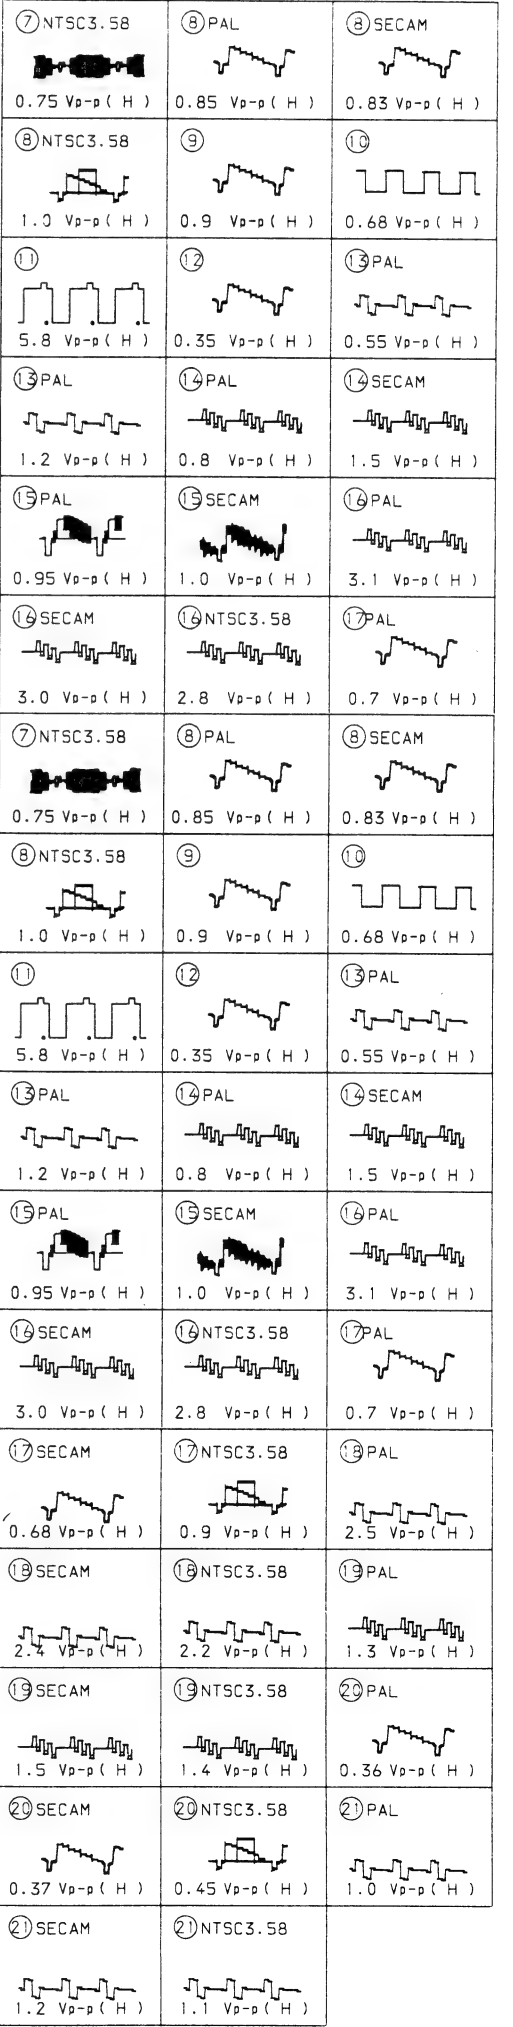 ⑦NTSC3.58 ⑧PAL ⑧SECAM
0.75 Vp-p ( H ) 0.85 Vp-p ( H ) 0.83 Vp-p ( H )
⑧NTSC3.58 ⑨ ⑩
1.0 Vp-p ( H ) 0.9 Vp-p ( H ) 0.68 Vp-p ( H )
⑪ ⑫ ⑬PAL
5.8 Vp-p ( H ) 0.35 Vp-p ( H ) 0.55 Vp-p ( H )
⑬PAL ⑭PAL ⑭SECAM
1.2 Vp-p ( H ) 0.8 Vp-p ( H ) 1.5 Vp-p ( H )
⑮PAL ⑮SECAM ⑯PAL
0.95 Vp-p ( H ) 1.0 Vp-p ( H ) 3.1 Vp-p ( H )
⑯SECAM ⑯NTSC3.58 ⑰PAL
3.0 Vp-p ( H ) 2.8 Vp-p ( H ) 0.7 Vp-p ( H )
⑦NTSC3.58 ⑧PAL ⑧SECAM
0.75 Vp-p ( H ) 0.85 Vp-p ( H ) 0.83 Vp-p ( H )
⑧NTSC3.58 ⑨ ⑩
1.0 Vp-p ( H ) 0.9 Vp-p ( H ) 0.68 Vp-p ( H )
⑪ ⑫ ⑬PAL
5.8 Vp-p ( H ) 0.35 Vp-p ( H ) 0.55 Vp-p ( H )
⑬PAL ⑭PAL ⑭SECAM
1.2 Vp-p ( H ) 0.8 Vp-p ( H ) 1.5 Vp-p ( H )
⑮PAL ⑮SECAM ⑯PAL
0.95 Vp-p ( H ) 1.0 Vp-p ( H ) 3.1 Vp-p ( H )
⑯SECAM ⑯NTSC3.58 ⑰PAL
3.0 Vp-p ( H ) 2.8 Vp-p ( H ) 0.7 Vp-p ( H )
⑰SECAM ⑰NTSC3.58 ⑱PAL
0.68 Vp-p ( H ) 0.9 Vp-p ( H ) 2.5 Vp-p ( H )
⑱SECAM ⑱NTSC3.58 ⑲PAL
2.4 Vp-p ( H ) 2.2 Vp-p ( H ) 1.3 Vp-p ( H )
⑲SECAM ⑲NTSC3.58 ⑳PAL
1.5 Vp-p ( H ) 1.4 Vp-p ( H ) 0.36 Vp-p ( H )
⑳SECAM ⑳NTSC3.58 ㉑PAL
0.37 Vp-p ( H ) 0.45 Vp-p ( H ) 1.0 Vp-p ( H )
㉑SECAM ㉑NTSC3.58
1.2 Vp-p ( H ) 1.1 Vp-p ( H )